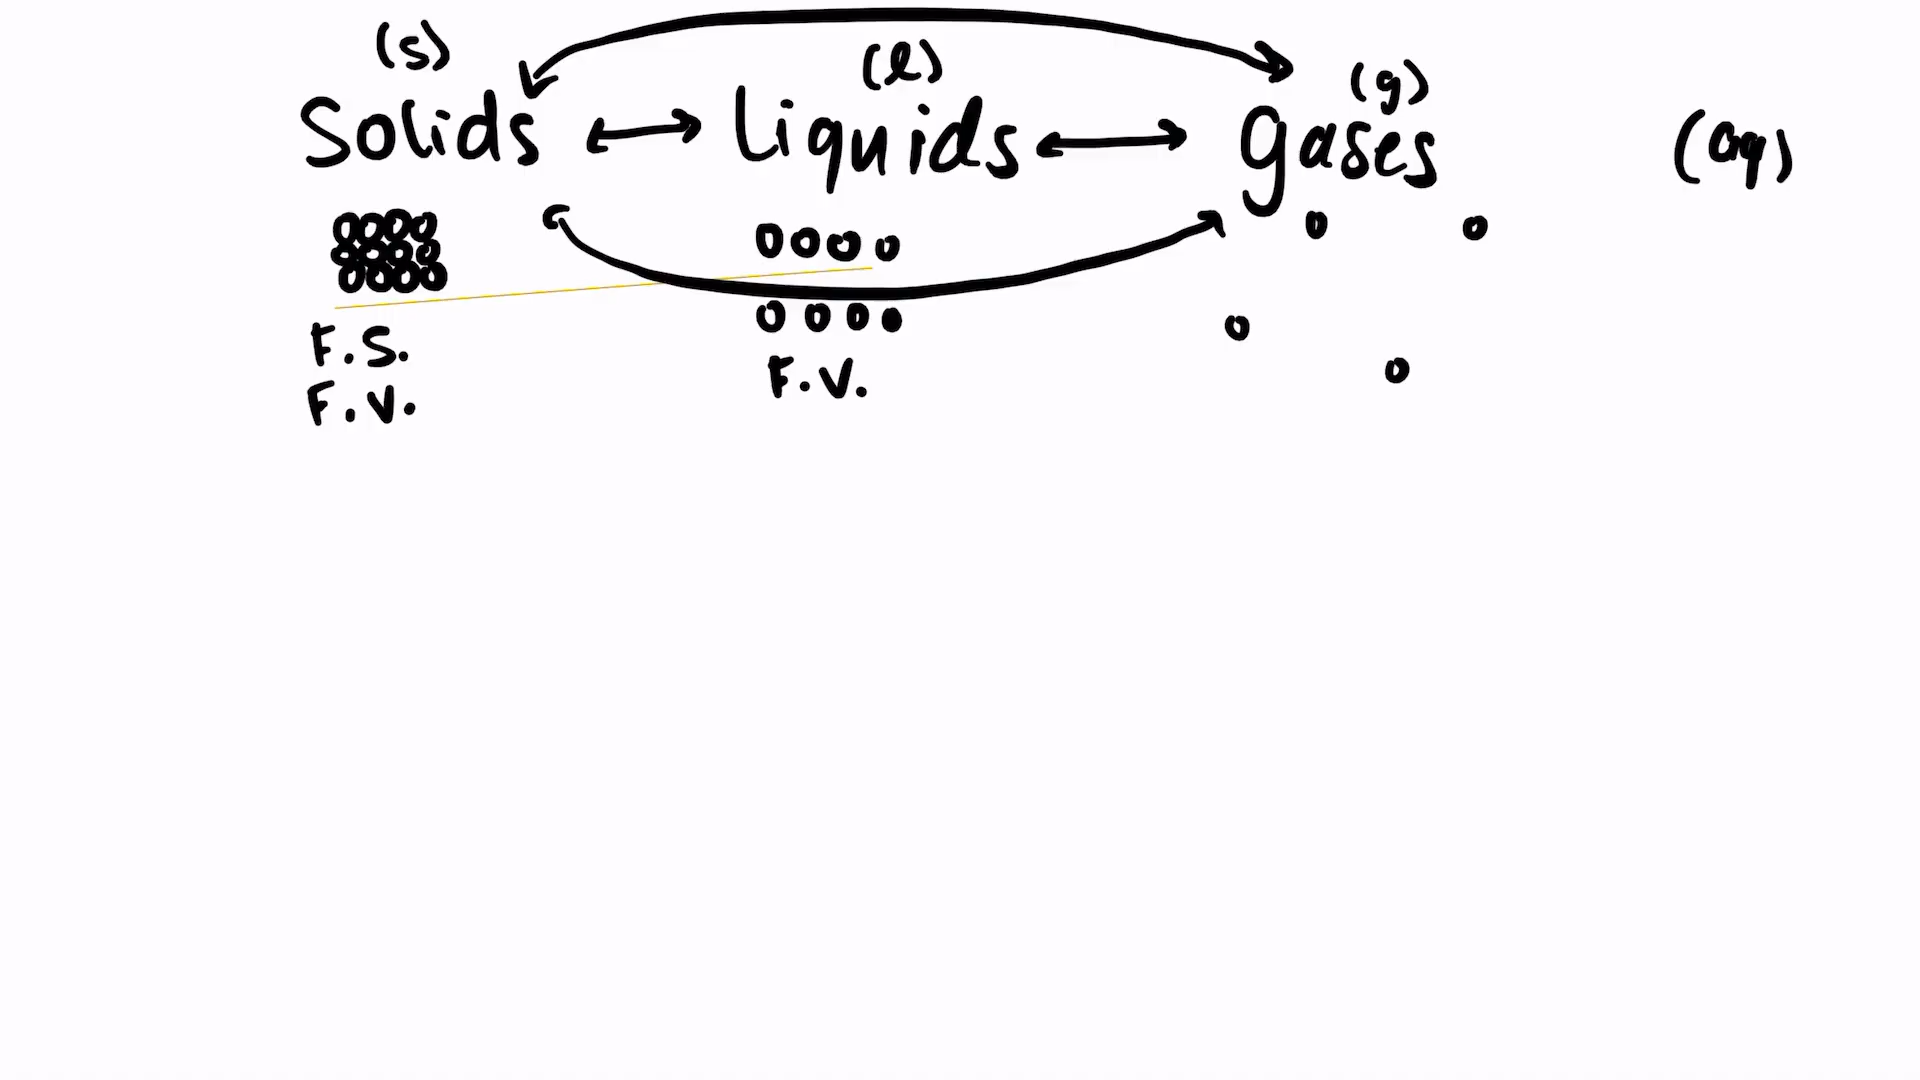 (s) (l) (g)
Solids Liquids gases (aq)
F.S.
F.V. F.V.